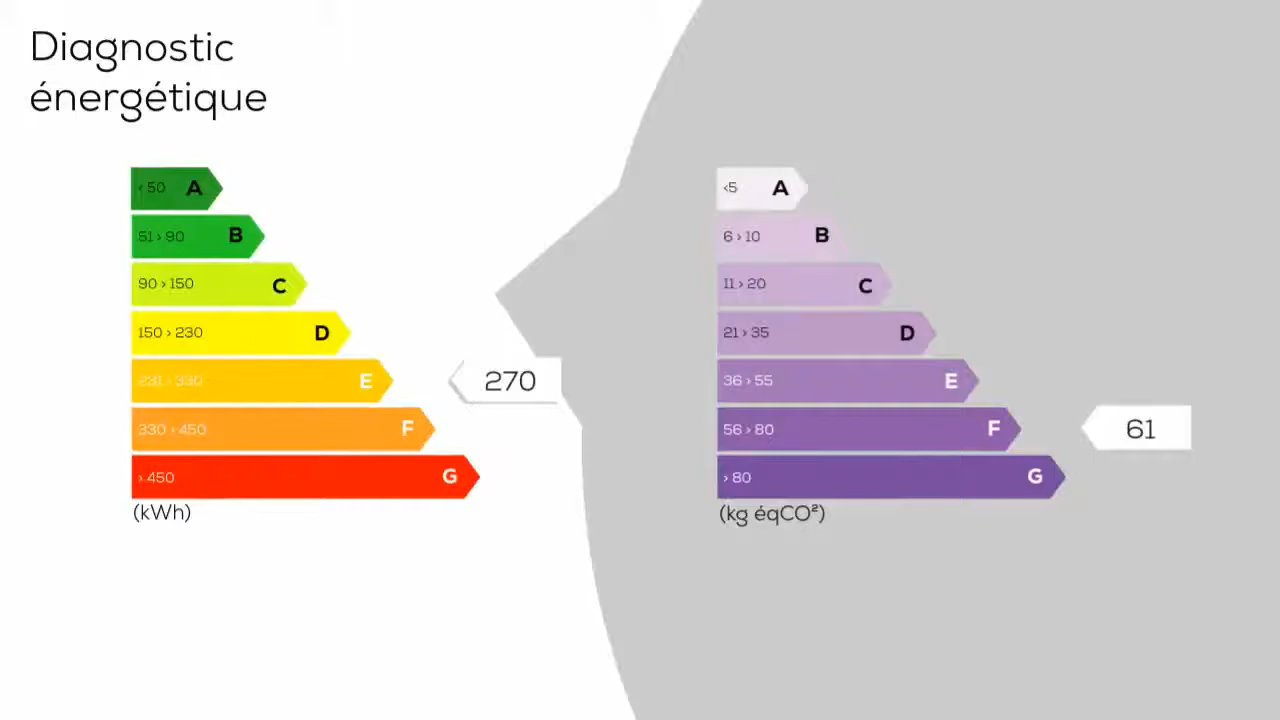 Diagnostic
énergétique
< 50 A
51 > 90 B
90 > 150 C
150 > 230 D
231 > 330 E
270
330 > 450 F
> 450 G
(kWh)
<5 A
6 > 10 B
11 > 20 C
21 > 35 D
36 > 55 E
56 > 80 F
61
> 80 G
(kg éqCO²)